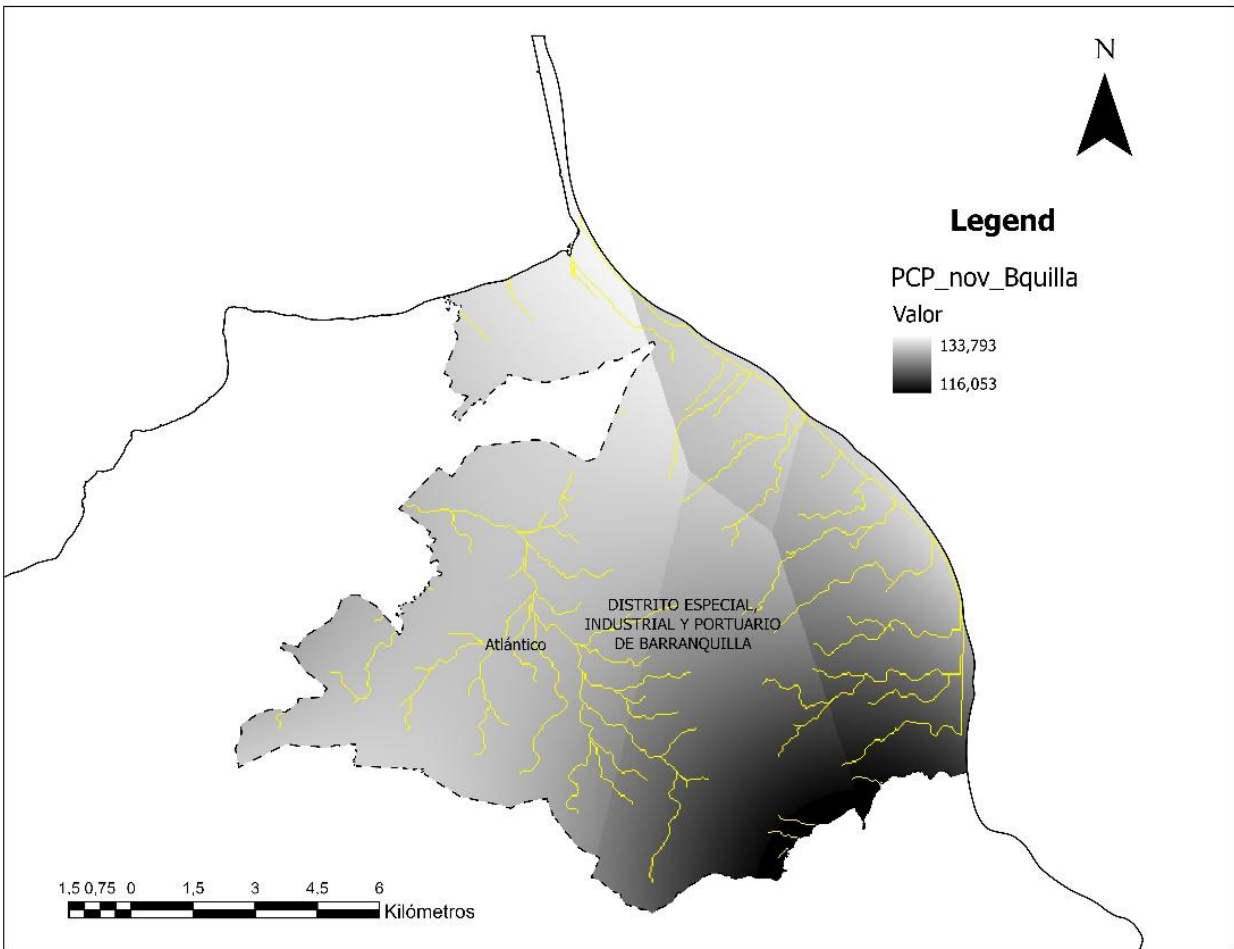 N
Legend
PCP_nov_Bquilla
Valor
133,793
116,053
DISTRITO ESPECIAL,
INDUSTRIAL Y PORTUARIO
DE BARRANQUILLA
Atlántico
1,5 0,75 0 1,5 3 4,5 6
Kilómetros